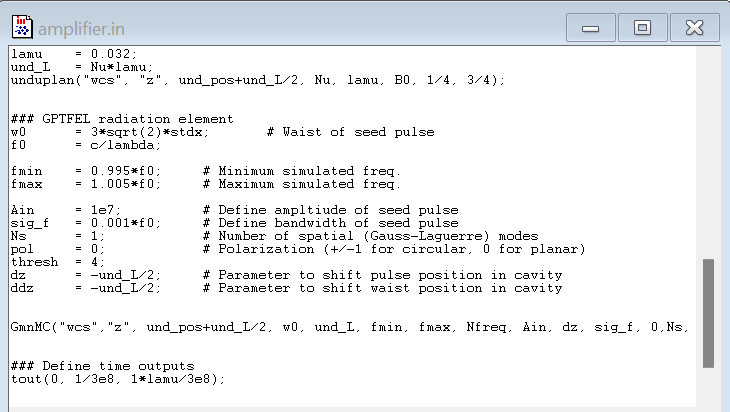 amplifier.in
lamu    = 0.032;
und_L   = Nu*lamu;
unduplan("wcs", "z", und_pos+und_L/2, Nu, lamu, B0, 1/4, 3/4);
### GPTFEL radiation element
w0      = 3*sqrt(2)*stdx;       # Waist of seed pulse
f0      = c/lambda;
fmin    = 0.995*f0;     # Minimum simulated freq.
fmax    = 1.005*f0;     # Maximum simulated freq.
Ain     = 1e7;          # Define ampltiude of seed pulse
sig_f   = 0.001*f0;     # Define bandwidth of seed pulse
Ns      = 1;            # Number of spatial (Gauss-Laguerre) modes
pol     = 0;            # Polarization (+/-1 for circular, 0 for planar)
thresh  = 4;
dz      = -und_L/2;     # Parameter to shift pulse position in cavity
ddz     = -und_L/2;     # Parameter to shift waist position in cavity
GmnMC("wcs","z", und_pos+und_L/2, w0, und_L, fmin, fmax, Nfreq, Ain, dz, sig_f, 0,Ns,
### Define time outputs
tout(0, 1/3e8, 1*lamu/3e8);